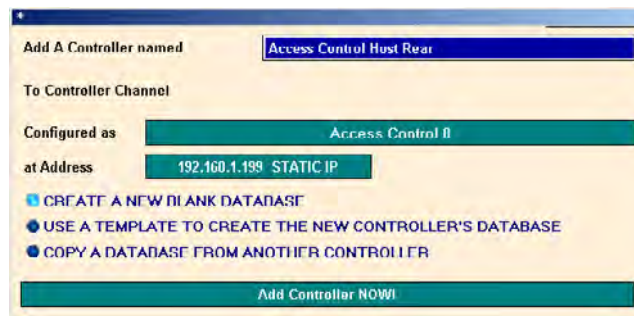 Add A Controller named
Access Control Host Rear
To Controller Channel
Configured as
Access Control 8
at Address
192.160.1.199 STATIC IP
CREATE A NEW BLANK DATABASE
USE A TEMPLATE TO CREATE THE NEW CONTROLLER'S DATABASE
COPY A DATABASE FROM ANOTHER CONTROLLER
Add Controller NOW!